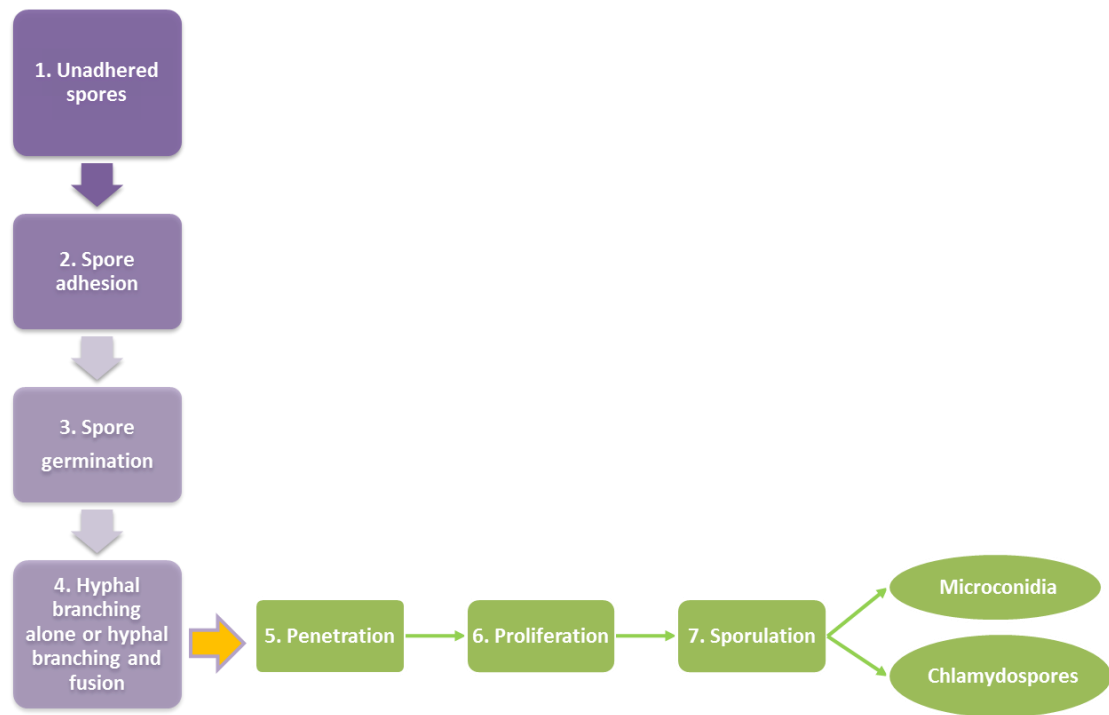 1. Unadhered
spores
2. Spore
adhesion
3. Spore
germination
4. Hyphal
branching
alone or hyphal
branching and
fusion
5. Penetration
6. Proliferation
7. Sporulation
Microconidia
Chlamydospores